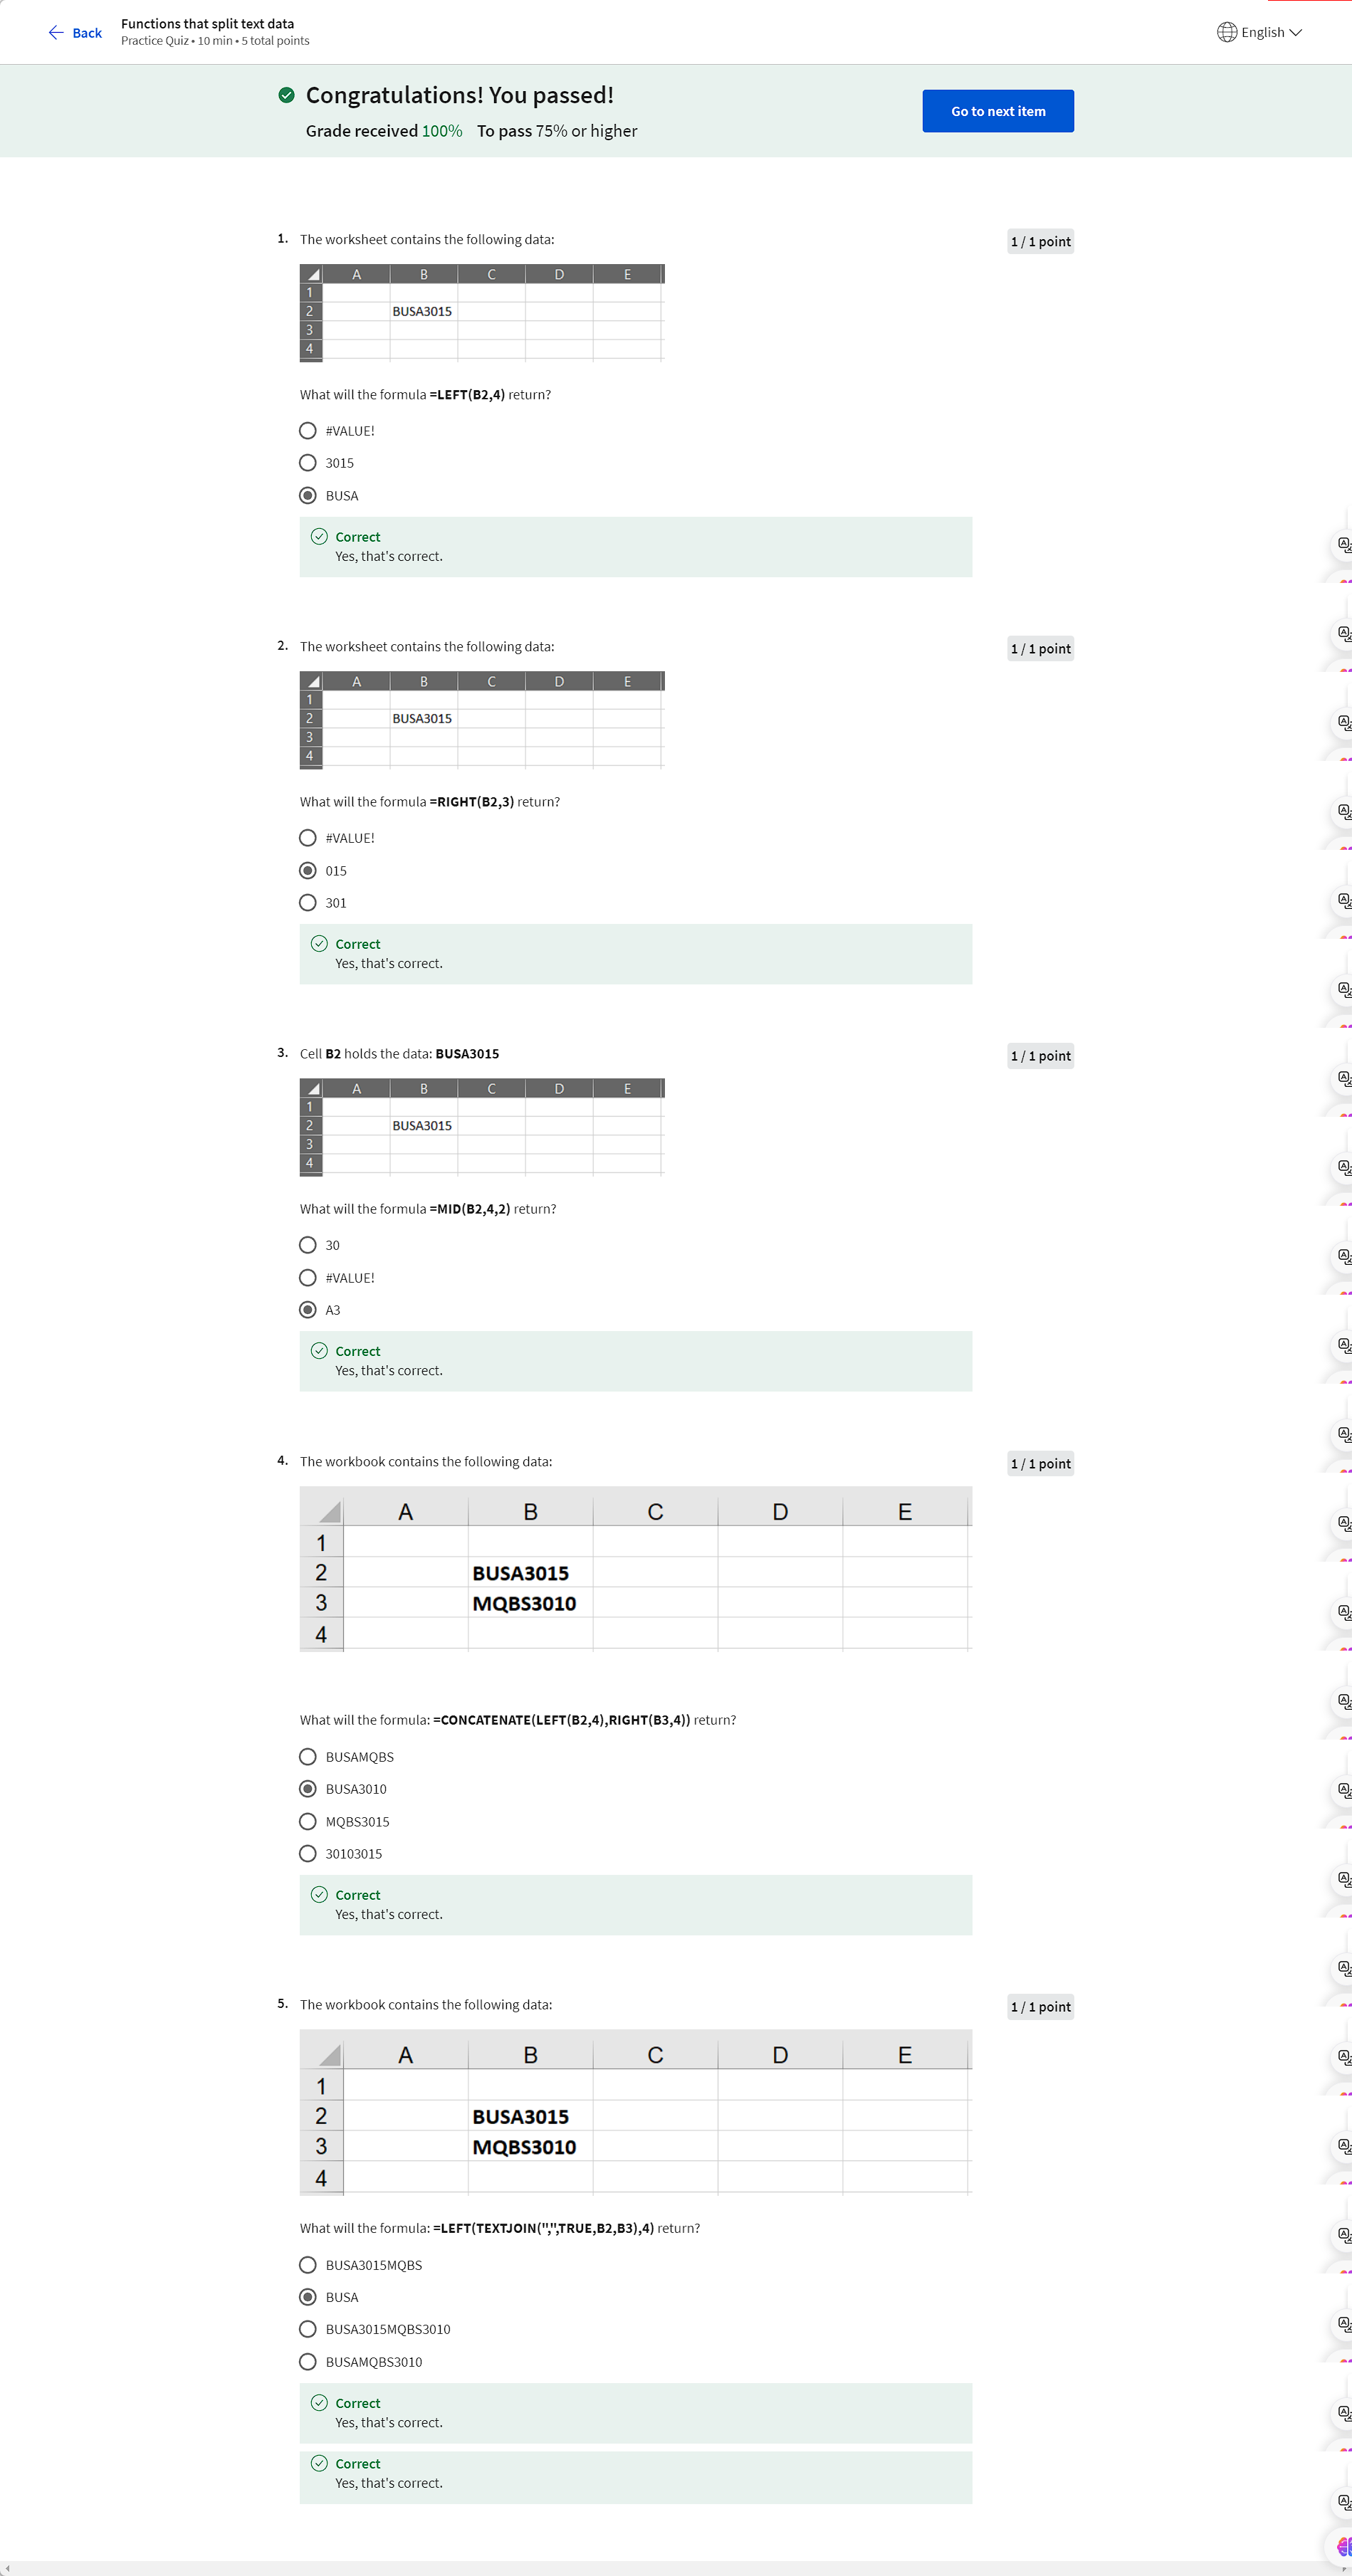 Back
Functions that split text data
Practice Quiz • 10 min • 5 total points
English
Congratulations! You passed!
Grade received 100% To pass 75% or higher
Go to next item
1. The worksheet contains the following data:
1 / 1 point
A B C D E
1
2 BUSA3015
3
4
What will the formula =LEFT(B2,4) return?
#VALUE!
3015
BUSA
Correct
Yes, that's correct.
2. The worksheet contains the following data:
1 / 1 point
A B C D E
1
2 BUSA3015
3
4
What will the formula =RIGHT(B2,3) return?
#VALUE!
015
301
Correct
Yes, that's correct.
3. Cell B2 holds the data: BUSA3015
1 / 1 point
A B C D E
1
2 BUSA3015
3
4
What will the formula =MID(B2,4,2) return?
30
#VALUE!
A3
Correct
Yes, that's correct.
4. The workbook contains the following data:
1 / 1 point
A B C D E
1
2 BUSA3015
3 MQBS3010
4
What will the formula: =CONCATENATE(LEFT(B2,4),RIGHT(B3,4)) return?
BUSAMQBS
BUSA3010
MQBS3015
30103015
Correct
Yes, that's correct.
5. The workbook contains the following data:
1 / 1 point
A B C D E
1
2 BUSA3015
3 MQBS3010
4
What will the formula: =LEFT(TEXTJOIN(",",TRUE,B2,B3),4) return?
BUSA3015MQBS
BUSA
BUSA3015MQBS3010
BUSAMQBS3010
Correct
Yes, that's correct.
Correct
Yes, that's correct.